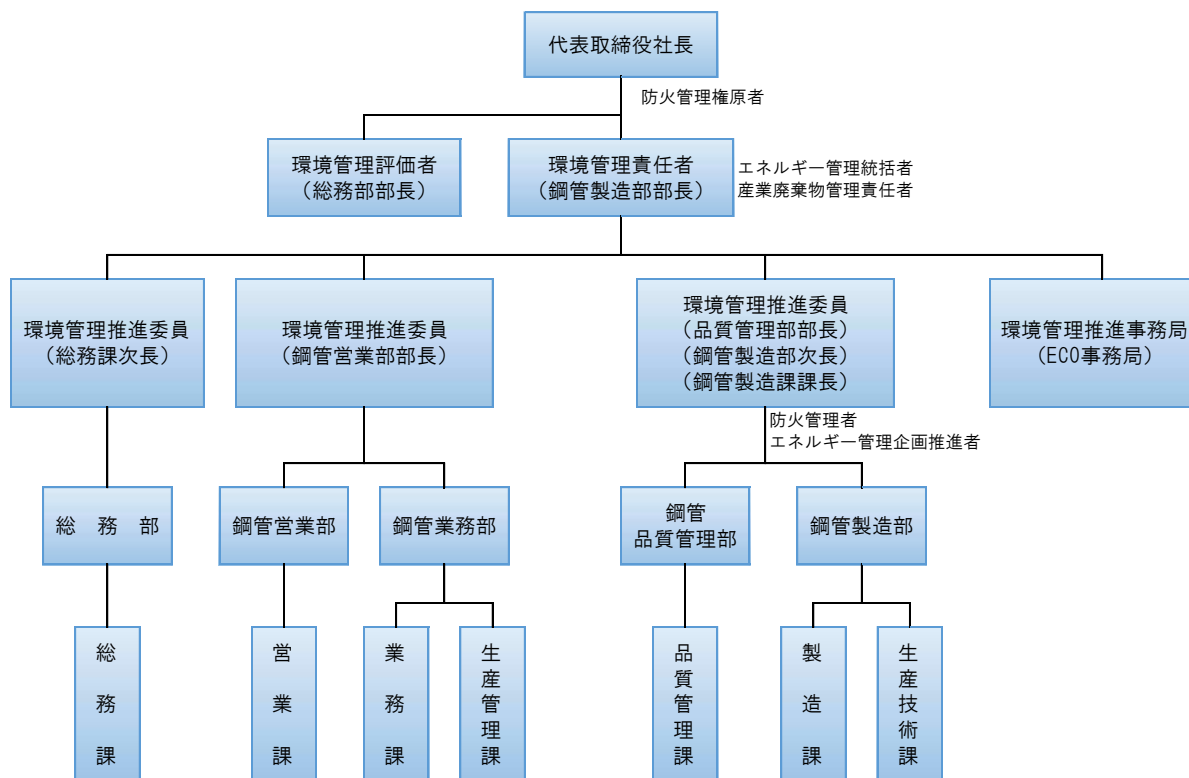 代表取締役社長
防火管理権原者
環境管理評価者
（総務部部長）
環境管理責任者
（鋼管製造部部長）
エネルギー管理統括者
産業廃棄物管理責任者
環境管理推進委員
（総務課次長）
環境管理推進委員
（鋼管営業部部長）
環境管理推進委員
（品質管理部部長）
（鋼管製造部次長）
（鋼管製造課課長）
環境管理推進事務局
（ECO事務局）
防火管理者
エネルギー管理企画推進者
総　務　部
鋼管営業部
鋼管業務部
鋼管
品質管理部
鋼管製造部
総務課
営業課
業務課
生産管理課
品質管理課
製造課
生産技術課